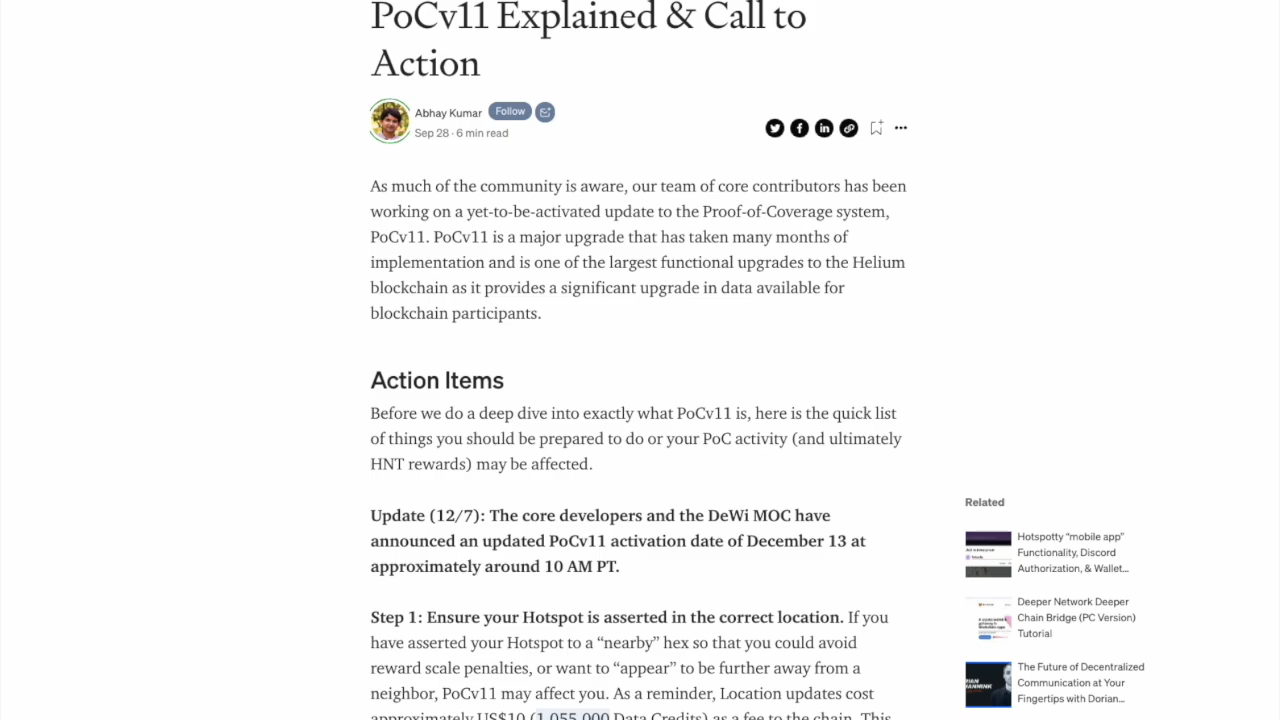 PoCv11 Explained & Call to
Action
Abhay Kumar Follow
Sep 28 · 6 min read
As much of the community is aware, our team of core contributors has been
working on a yet-to-be-activated update to the Proof-of-Coverage system,
PoCv11. PoCv11 is a major upgrade that has taken many months of
implementation and is one of the largest functional upgrades to the Helium
blockchain as it provides a significant upgrade in data available for
blockchain participants.
Action Items
Before we do a deep dive into exactly what PoCv11 is, here is the quick list
of things you should be prepared to do or your PoC activity (and ultimately
HNT rewards) may be affected.
Update (12/7): The core developers and the DeWi MOC have
announced an updated PoCv11 activation date of December 13 at
approximately around 10 AM PT.
Step 1: Ensure your Hotspot is asserted in the correct location. If you
have asserted your Hotspot to a “nearby” hex so that you could avoid
reward scale penalties, or want to “appear” to be further away from a
neighbor, PoCv11 may affect you. As a reminder, Location updates cost
approximately US$10 (1,055,000 Data Credits) as a fee to the chain. This
Related
Hotspotty “mobile app”
Functionality, Discord
Authorization, & Wallet...
Deeper Network Deeper
Chain Bridge (PC Version)
Tutorial
The Future of Decentralized
Communication at Your
Fingertips with Dorian...